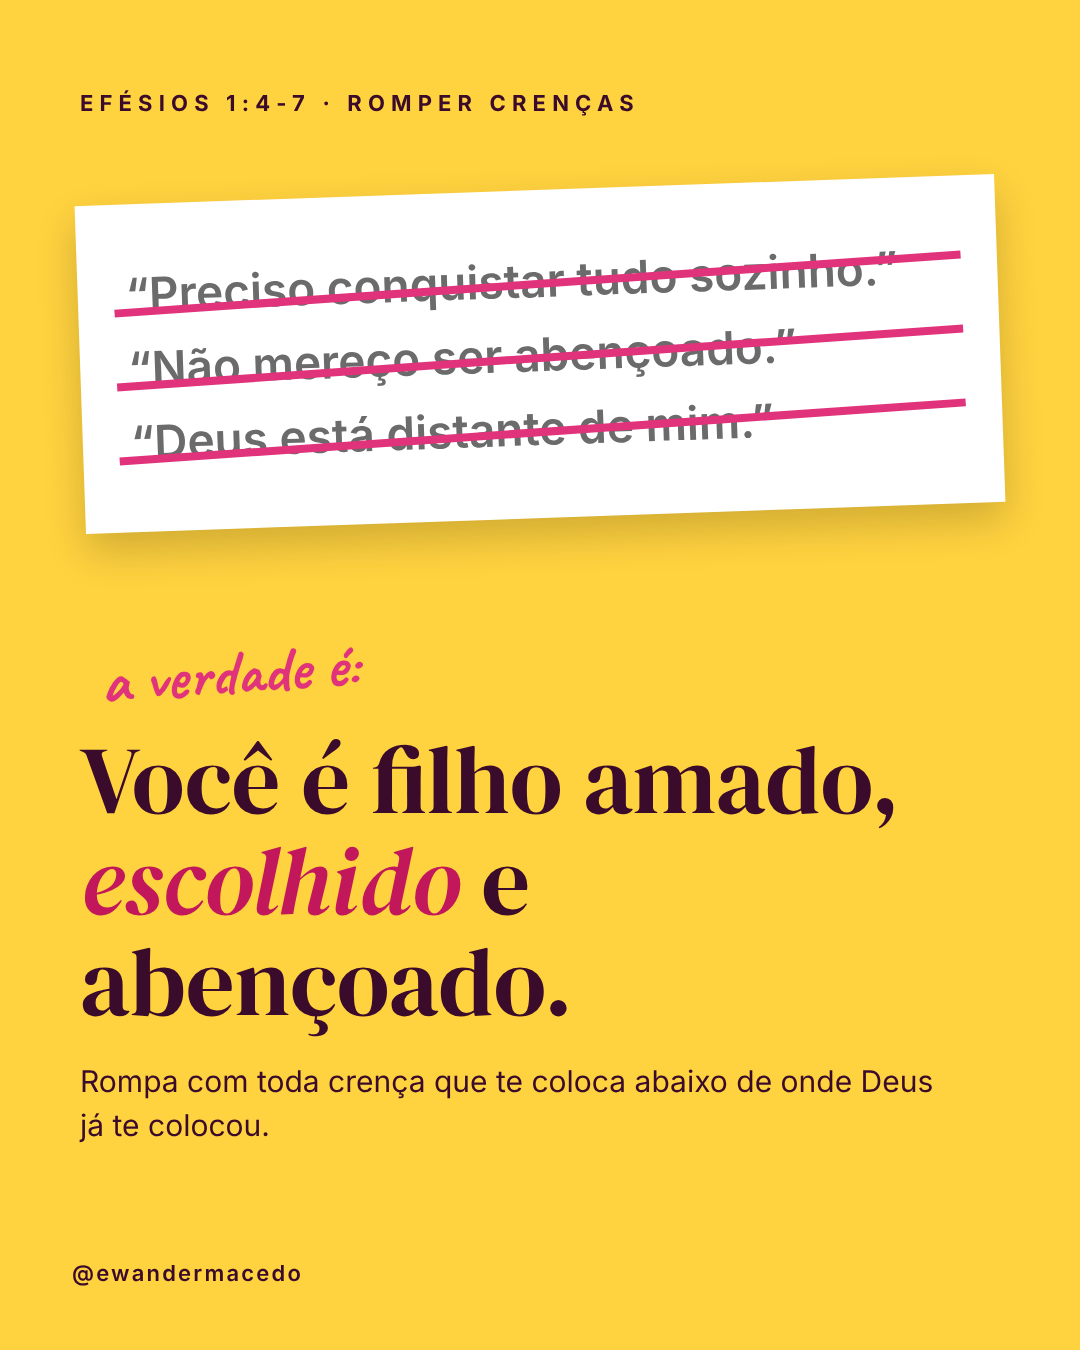 EFÉSIOS 1:4-7 · ROMPER CRENÇAS
“Preciso conquistar tudo sozinho.”
“Não mereço ser abençoado.”
“Deus está distante de mim.”
a verdade é:
Você é filho amado,
escolhido e
abençoado.
Rompa com toda crença que te coloca abaixo de onde Deus
já te colocou.
@ewandermacedo